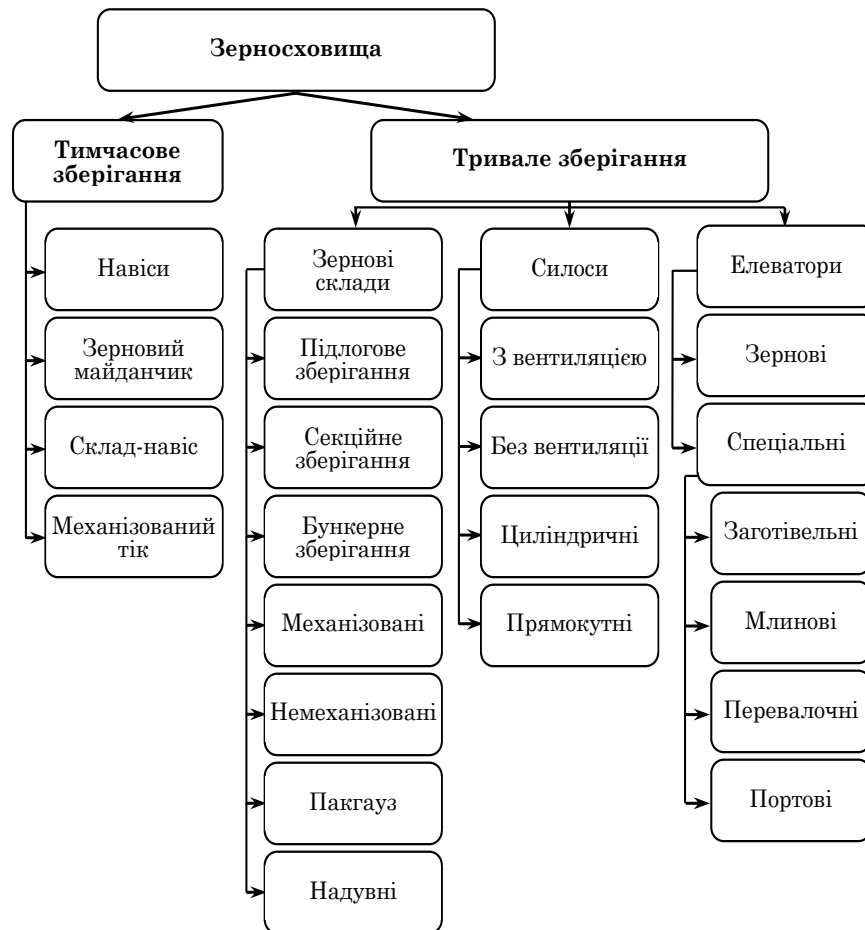 Зерносховища
Тимчасове
зберігання
Тривале зберігання
Навіси
Зерновий
майданчик
Склад-навіс
Механізований
тік
Зернові
склади
Підлогове
зберігання
Секційне
зберігання
Бункерне
зберігання
Механізовані
Немеханізовані
Пакгауз
Надувні
Силоси
З вентиляцією
Без вентиляції
Циліндричні
Прямокутні
Елеватори
Зернові
Спеціальні
Заготівельні
Млинові
Перевалочні
Портові